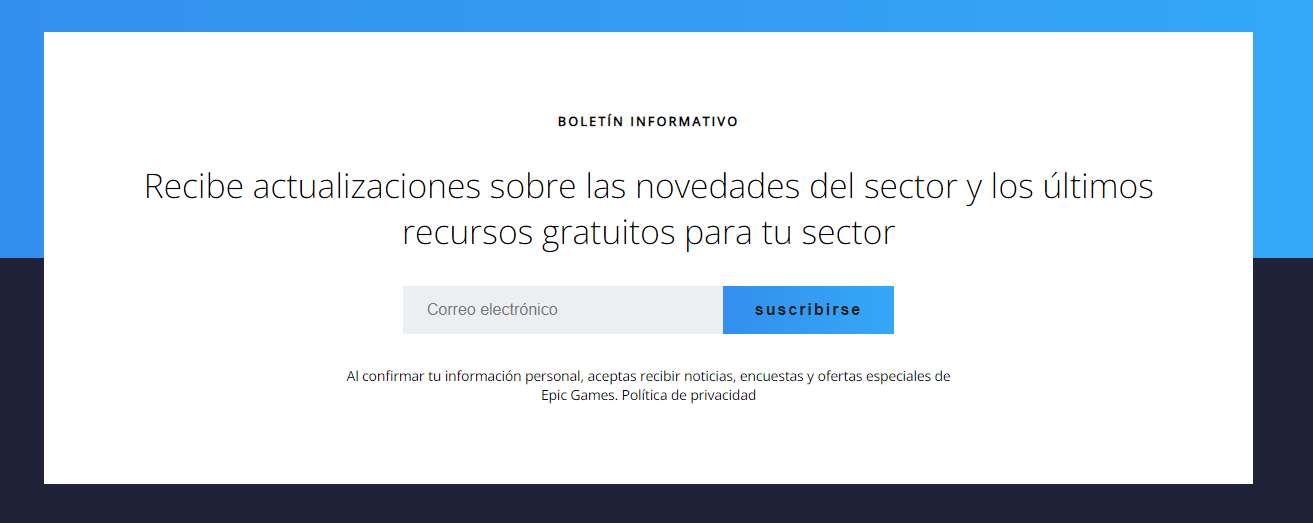 BOLETÍN INFORMATIVO
Recibe actualizaciones sobre las novedades del sector y los últimos
recursos gratuitos para tu sector
Correo electrónico
suscribirse
Al confirmar tu información personal, aceptas recibir noticias, encuestas y ofertas especiales de
Epic Games. Política de privacidad